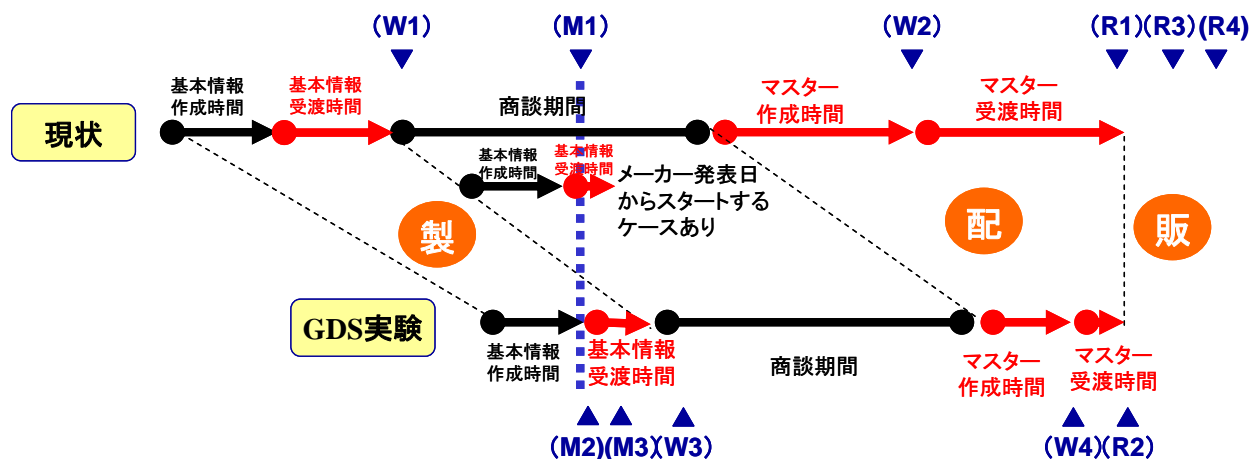 (W1)
(M1)
(W2)
(R1)(R3)(R4)
基本情報
作成時間
基本情報
受渡時間
商談期間
マスター
作成時間
マスター
受渡時間
現状
基本情報
作成時間
基本情報
受渡時間
メーカー発表日
からスタートする
ケースあり
製
配
販
GDS実験
基本情報
作成時間
基本情報
受渡時間
商談期間
マスター
作成時間
マスター
受渡時間
(M2)(M3)(W3)
(W4)(R2)